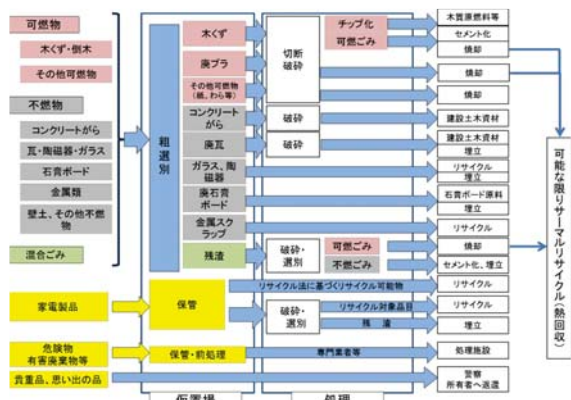 可燃物
木くず・倒木
その他可燃物
不燃物
コンクリートがら
瓦・陶磁器・ガラス
石膏ボード
金属類
壁土、その他不燃
物
混合ごみ
家電製品
危険物
有害廃棄物等
貴重品、思い出の品
粗選別
木くず
廃プラ
その他可燃物
(紙、わら等)
コンクリート
がら
廃瓦
ガラス、陶
磁器
廃石膏
ボード
金属スク
ラップ
残渣
保管
保管・前処理
仮置場
切断
破砕
チップ化
可燃ごみ
破砕
破砕
破砕・
選別
可燃ごみ
不燃ごみ
リサイクル法に基づくリサイクル可能物
破砕・
選別
リサイクル対象品目
残 渣
専門業者等
処理
木質原燃料等
セメント化
焼却
焼却
焼却
建設土木資材
建設土木資材
埋立
リサイクル
埋立
石膏ボード原料
埋立
リサイクル
焼却
セメント化、埋立
リサイクル
リサイクル
埋立
処理施設
警察
所有者へ返還
可能な限りサーマルリサイクル(熱回収)